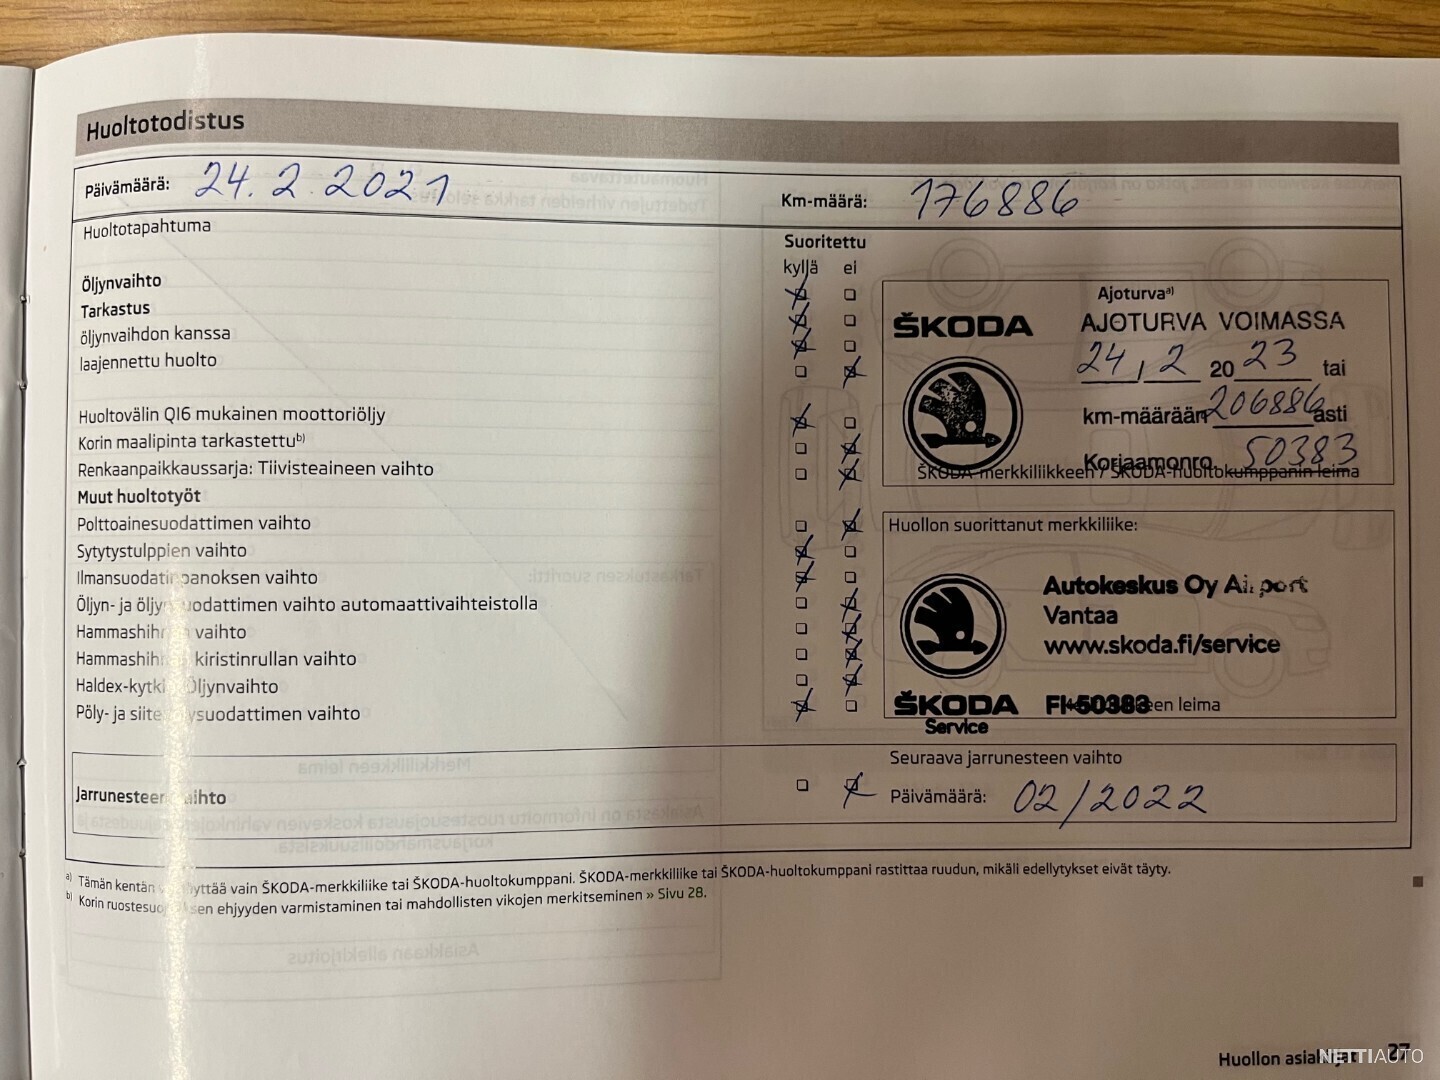 Huoltotodistus
Päivämäärä: 24.2.2021
Km-määrä: 176886
Huoltotapahtuma
Suoritettu
kyllä ei
Öljynvaihto
Tarkastus
öljynvaihdon kanssa
laajennettu huolto
Huoltovälin QI6 mukainen moottoriöljy
Korin maalipinta tarkastettu b)
Renkaanpaikkaussarja: Tiivisteaineen vaihto
Muut huoltotyöt
Polttoainesuodattimen vaihto
Sytytystulppien vaihto
Ilmansuodatinpanoksen vaihto
Öljyn- ja öljynsuodattimen vaihto automaattivaihteistolla
Hammashihnan vaihto
Hammashihnan kiristinrullan vaihto
Haldex-kytkin Öljynvaihto
Pöly- ja siitepölysuodattimen vaihto
Ajoturva a)
ŠKODA
AJOTURVA VOIMASSA
24, 2 20 23 tai
km-määrään 206886 asti
Korjaamonro. 50383
ŠKODA-merkkiliikkeen / ŠKODA-huoltokumppanin leima
Huollon suorittanut merkkiliike:
Autokeskus Oy Airport
Vantaa
www.skoda.fi/service
ŠKODA FI-50383
Service
leima
Jarrunesteen vaihto
Seuraava jarrunesteen vaihto
Päivämäärä: 02/2022
a) Tämän kentän täyttää vain ŠKODA-merkkiliike tai ŠKODA-huoltokumppani. ŠKODA-merkkiliike tai ŠKODA-huoltokumppani rastittaa ruudun, mikäli edellytykset eivät täyty.
b) Korin ruostesuojauksen ehjyyden varmistaminen tai mahdollisten vikojen merkitseminen » Sivu 28.
Huollon asiakirjat 27
NETTIAUTO